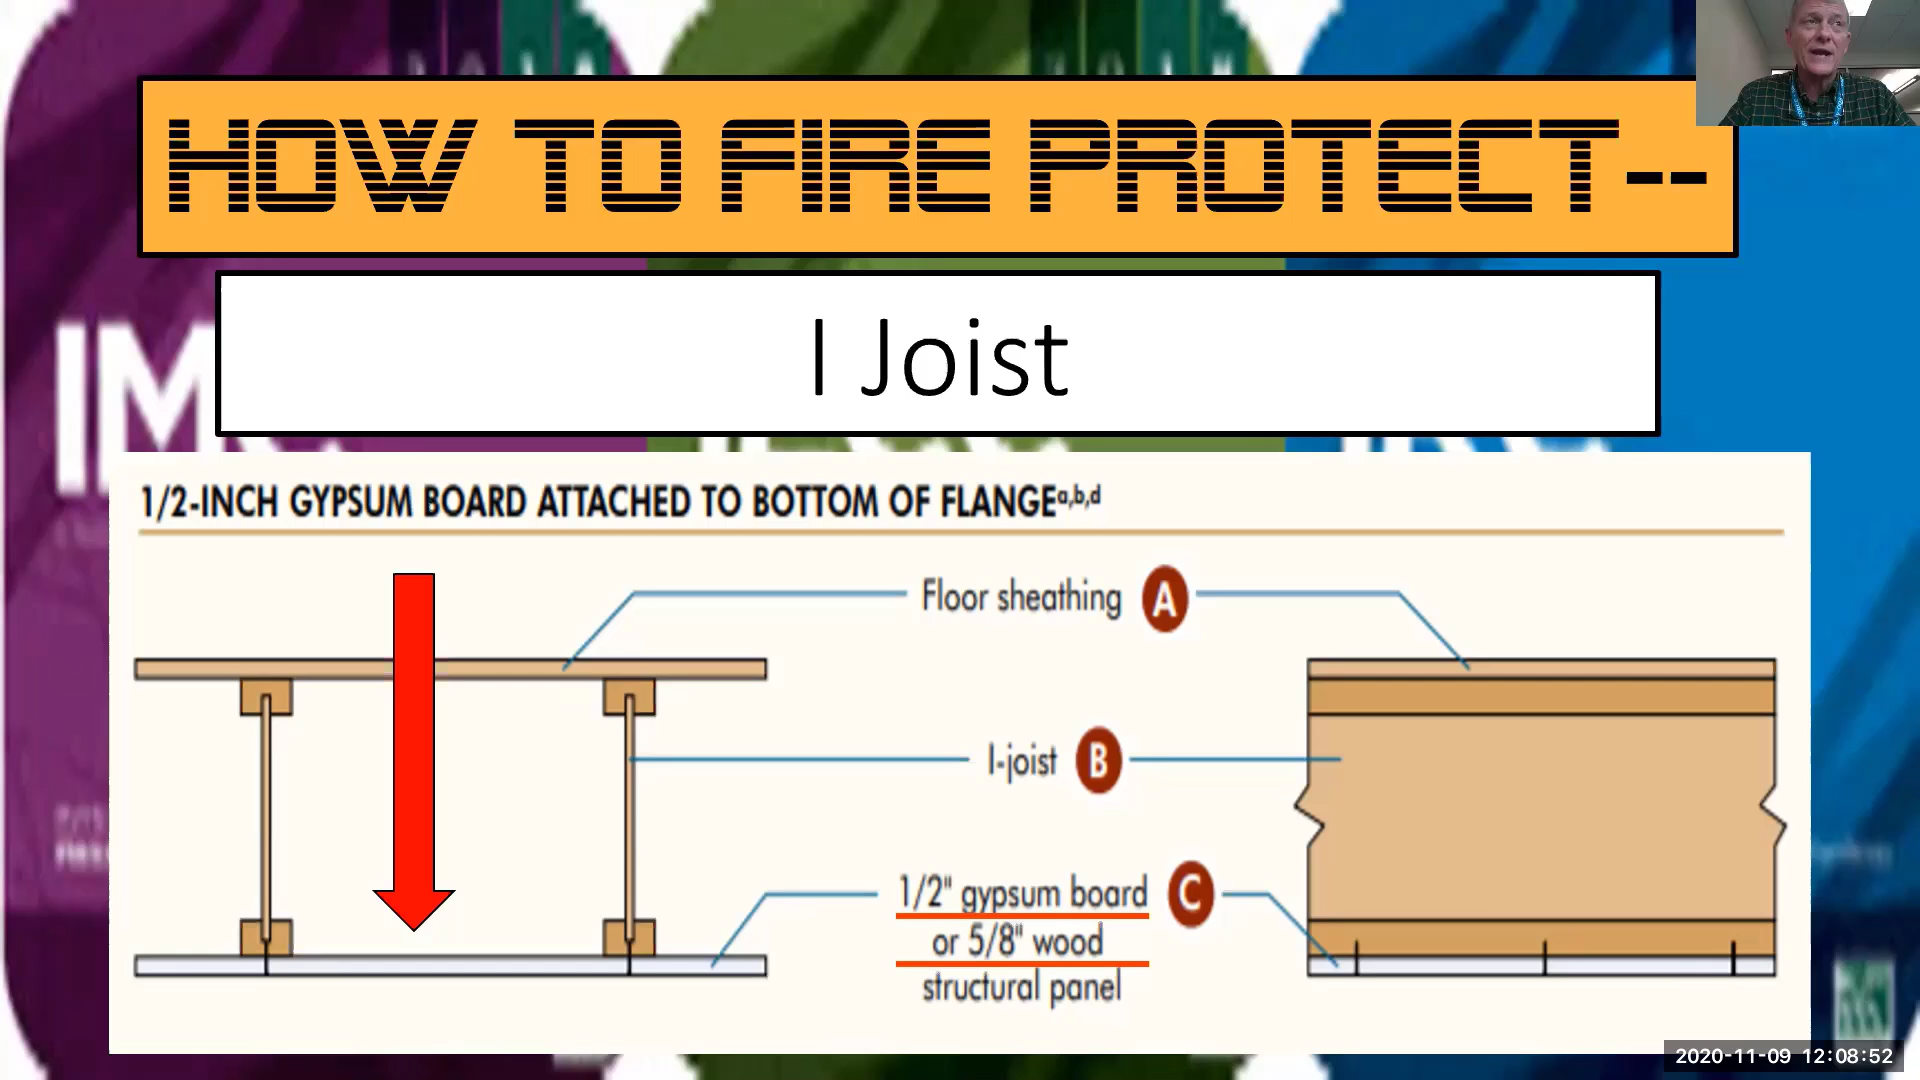 HOW TO FIRE PROTECT--
I Joist
1/2-INCH GYPSUM BOARD ATTACHED TO BOTTOM OF FLANGEa,b,d
Floor sheathing A
I-joist B
1/2" gypsum board C
or 5/8" wood
structural panel
2020-11-09 12:08:52